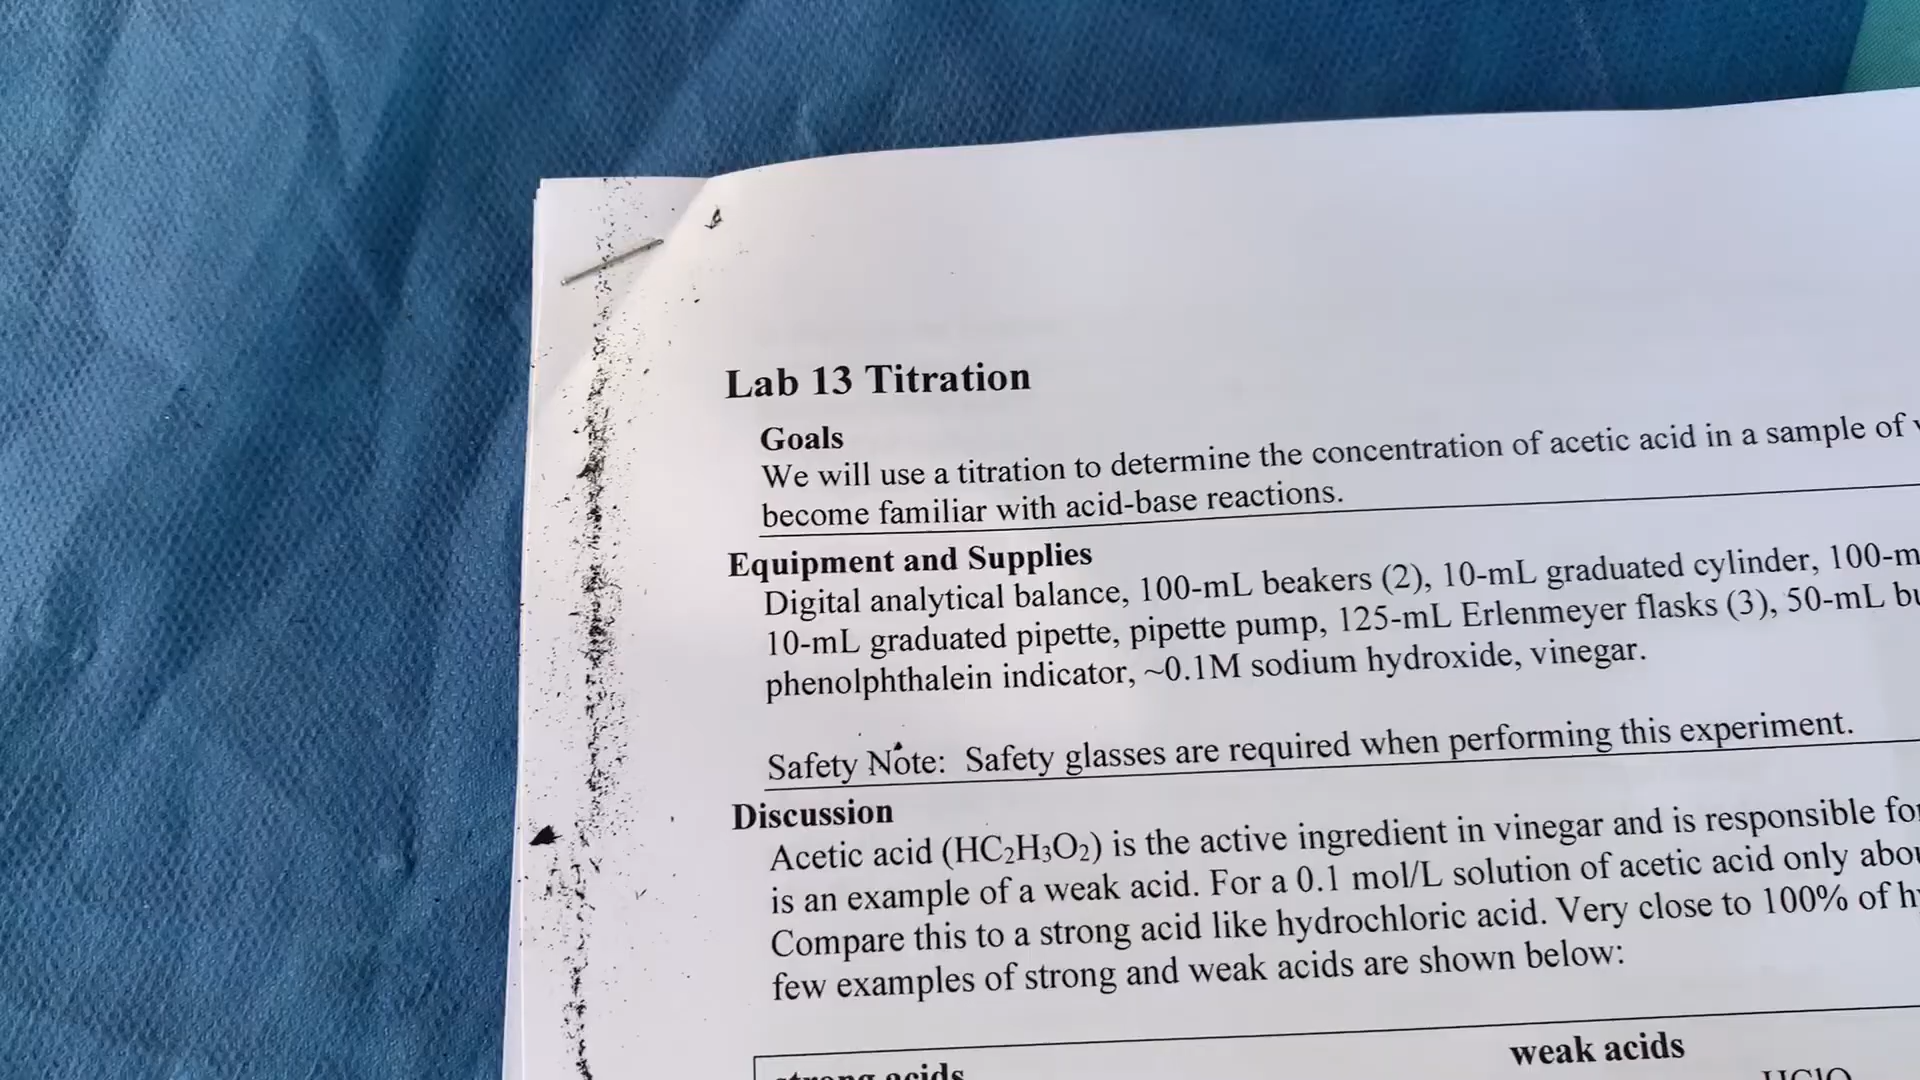 Lab 13 Titration
Goals
We will use a titration to determine the concentration of acetic acid in a sample of
become familiar with acid-base reactions.
Equipment and Supplies
Digital analytical balance, 100-mL beakers (2), 10-mL graduated cylinder, 100-m
10-mL graduated pipette, pipette pump, 125-mL Erlenmeyer flasks (3), 50-mL
phenolphthalein indicator, ~0.1M sodium hydroxide, vinegar.
Safety Note: Safety glasses are required when performing this experiment.
Discussion
Acetic acid (HC₂H₃O₂) is the active ingredient in vinegar and is responsible for
is an example of a weak acid. For a 0.1 mol/L solution of acetic acid only
Compare this to a strong acid like hydrochloric acid. Very close to 100% of
few examples of strong and weak acids are shown below:
strong acids weak acids